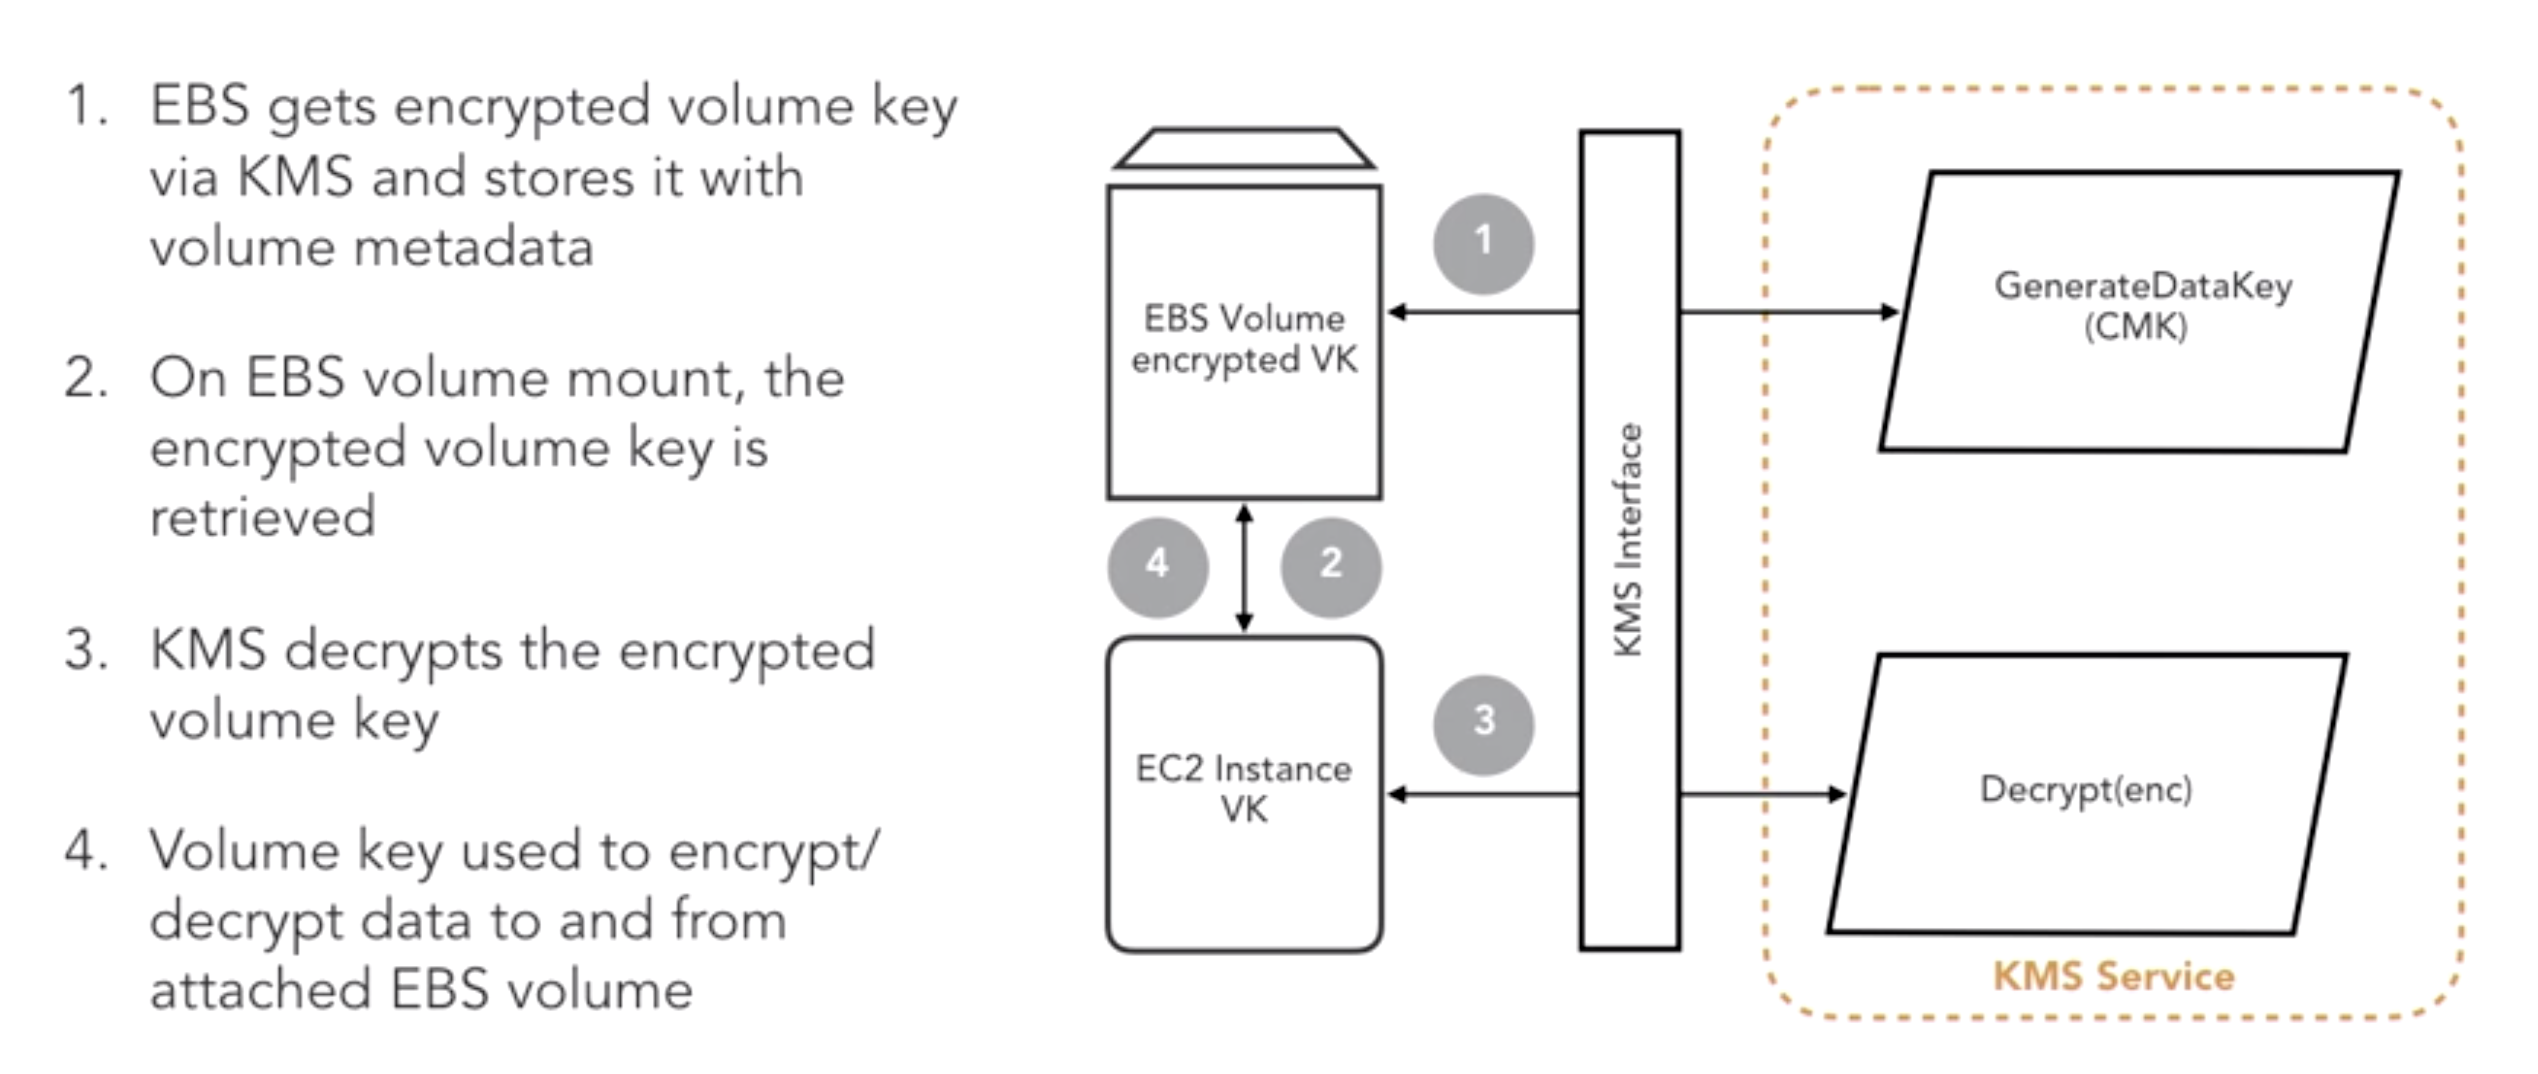 1. EBS gets encrypted volume key
via KMS and stores it with
volume metadata
2. On EBS volume mount, the
encrypted volume key is
retrieved
3. KMS decrypts the encrypted
volume key
4. Volume key used to encrypt/
decrypt data to and from
attached EBS volume
EBS Volume
encrypted VK
1
4
2
EC2 Instance
VK
3
KMS Interface
GenerateDataKey
(CMK)
Decrypt(enc)
KMS Service